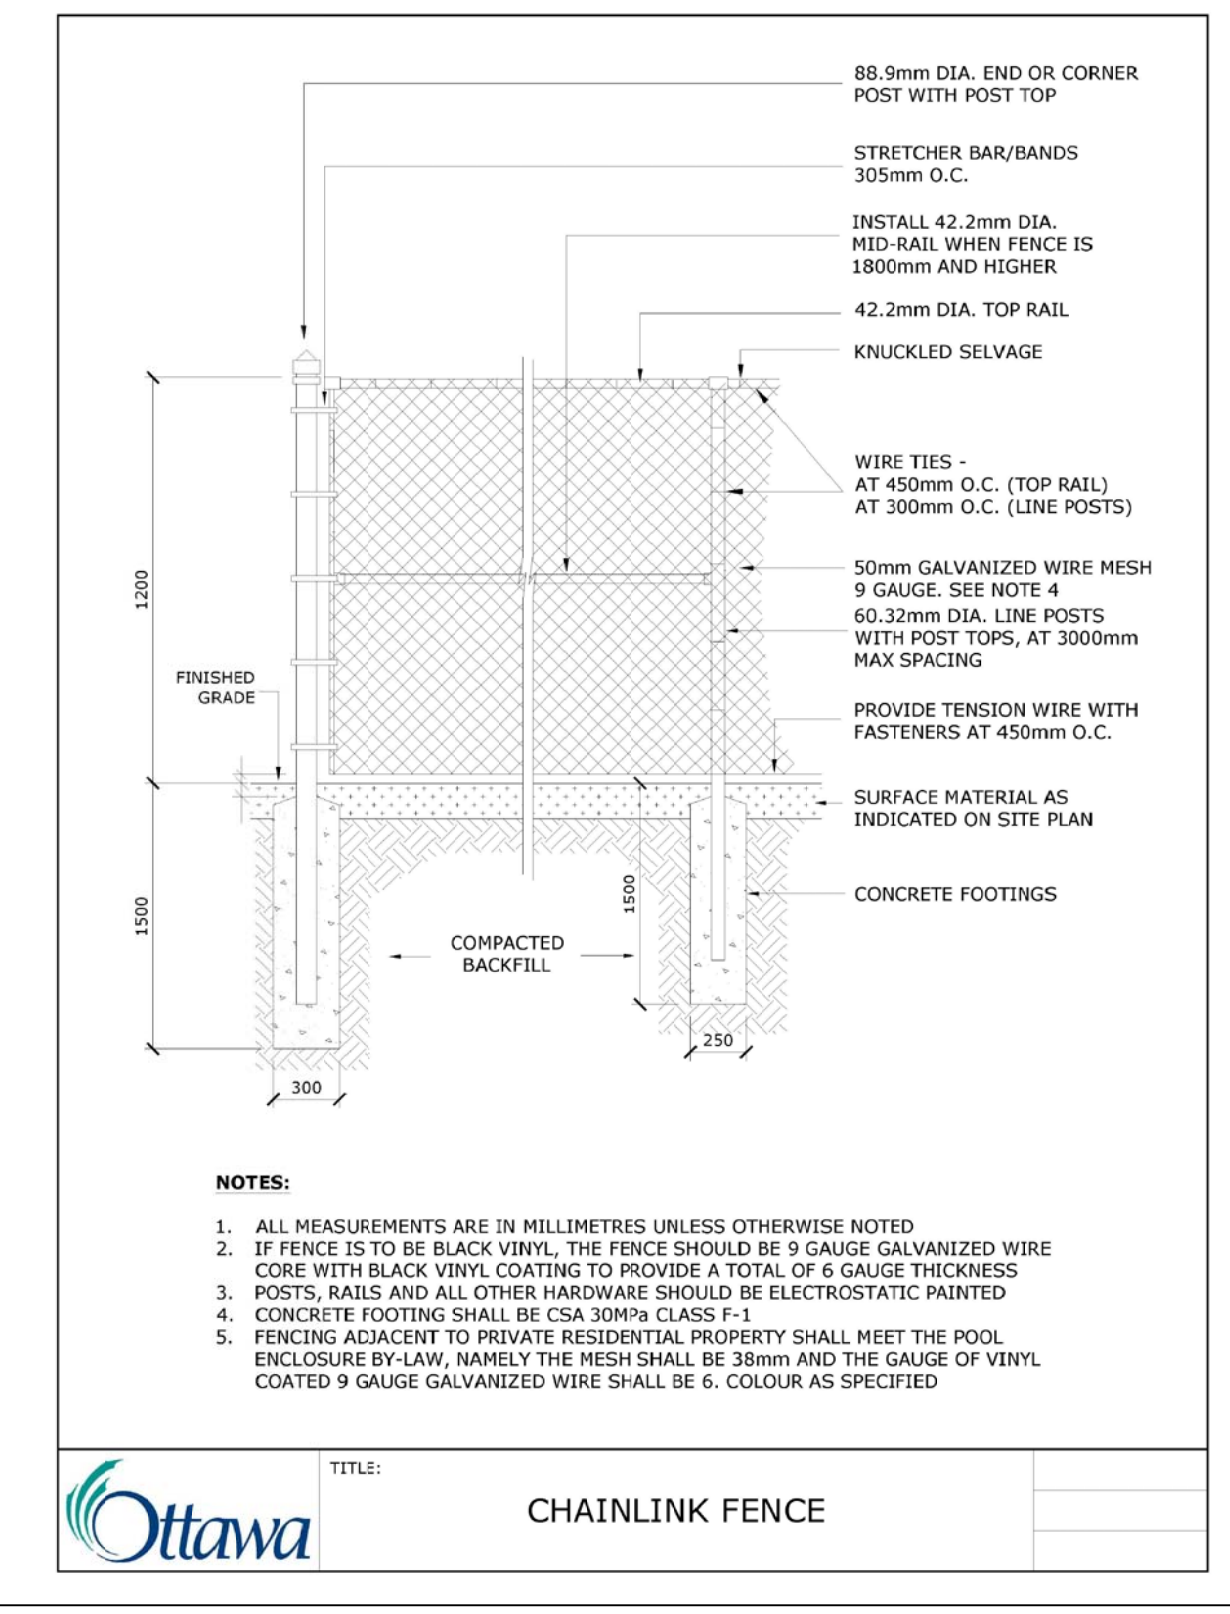 88.9mm DIA. END OR CORNER
POST WITH POST TOP
STRETCHER BAR/BANDS
305mm O.C.
INSTALL 42.2mm DIA.
MID-RAIL WHEN FENCE IS
1800mm AND HIGHER
42.2mm DIA. TOP RAIL
KNUCKLED SELVAGE
WIRE TIES -
AT 450mm O.C. (TOP RAIL)
AT 300mm O.C. (LINE POSTS)
50mm GALVANIZED WIRE MESH
9 GAUGE. SEE NOTE 4
60.32mm DIA. LINE POSTS
WITH POST TOPS, AT 3000mm
MAX SPACING
1200
FINISHED
GRADE
PROVIDE TENSION WIRE WITH
FASTENERS AT 450mm O.C.
SURFACE MATERIAL AS
INDICATED ON SITE PLAN
1500
1500
CONCRETE FOOTINGS
COMPACTED
BACKFILL
250
300
NOTES:
1. ALL MEASUREMENTS ARE IN MILLIMETRES UNLESS OTHERWISE NOTED
2. IF FENCE IS TO BE BLACK VINYL, THE FENCE SHOULD BE 9 GAUGE GALVANIZED WIRE
CORE WITH BLACK VINYL COATING TO PROVIDE A TOTAL OF 6 GAUGE THICKNESS
3. POSTS, RAILS AND ALL OTHER HARDWARE SHOULD BE ELECTROSTATIC PAINTED
4. CONCRETE FOOTING SHALL BE CSA 30MPa CLASS F-1
5. FENCING ADJACENT TO PRIVATE RESIDENTIAL PROPERTY SHALL MEET THE POOL
ENCLOSURE BY-LAW, NAMELY THE MESH SHALL BE 38mm AND THE GAUGE OF VINYL
COATED 9 GAUGE GALVANIZED WIRE SHALL BE 6. COLOUR AS SPECIFIED
Ottawa
TITLE:
CHAINLINK FENCE